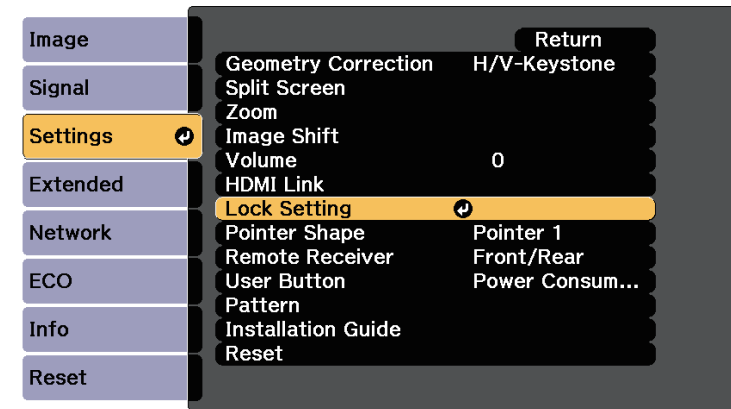 Image
Signal
Settings
Extended
Network
ECO
Info
Reset
Return
Geometry Correction H/V-Keystone
Split Screen
Zoom
Image Shift
Volume 0
HDMI Link
Lock Setting
Pointer Shape Pointer 1
Remote Receiver Front/Rear
User Button Power Consum...
Pattern
Installation Guide
Reset